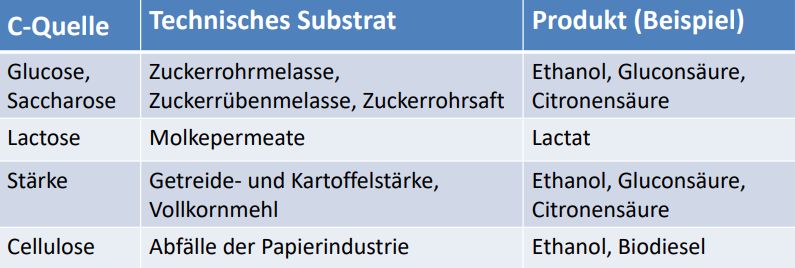 C-Quelle Technisches Substrat Produkt (Beispiel)
Glucose, Zuckerrohrmelasse, Ethanol, Gluconsäure,
Saccharose Zuckerrübenmelasse, Zuckerrohrsaft Citronensäure
Lactose Molkepermeate Lactat
Stärke Getreide- und Kartoffelstärke, Ethanol, Gluconsäure,
Vollkornmehl Citronensäure
Cellulose Abfälle der Papierindustrie Ethanol, Biodiesel